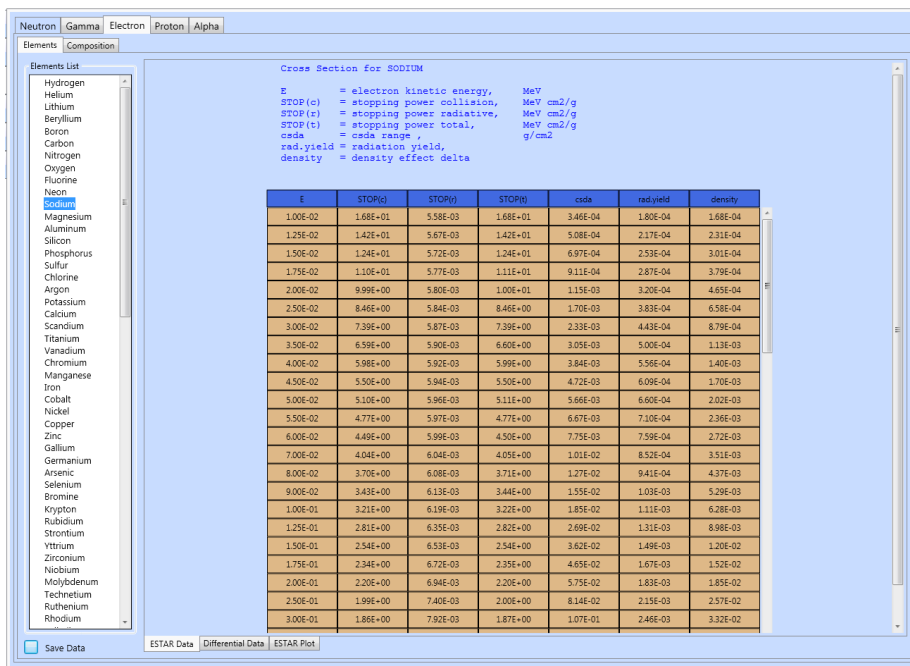 Neutron Gamma Electron Proton Alpha
Elements Composition
Elements List
Hydrogen
Helium
Lithium
Beryllium
Boron
Carbon
Nitrogen
Oxygen
Fluorine
Neon
Sodium
Magnesium
Aluminum
Silicon
Phosphorus
Sulfur
Chlorine
Argon
Potassium
Calcium
Scandium
Titanium
Vanadium
Chromium
Manganese
Iron
Cobalt
Nickel
Copper
Zinc
Gallium
Germanium
Arsenic
Selenium
Bromine
Krypton
Rubidium
Strontium
Yttrium
Zirconium
Niobium
Molybdenum
Technetium
Ruthenium
Rhodium
Save Data
Cross Section for SODIUM
E = electron kinetic energy, MeV
STOP(c) = stopping power collision, MeV cm2/g
STOP(r) = stopping power radiative, MeV cm2/g
STOP(t) = stopping power total, MeV cm2/g
csda = csda range , g/cm2
rad.yield = radiation yield,
density = density effect delta
E STOP(c) STOP(r) STOP(t) csda rad.yield density
1.00E-02 1.68E+01 5.58E-03 1.68E+01 3.46E-04 1.80E-04 1.68E-04
1.25E-02 1.42E+01 5.67E-03 1.42E+01 5.08E-04 2.17E-04 2.31E-04
1.50E-02 1.24E+01 5.72E-03 1.24E+01 6.97E-04 2.53E-04 3.01E-04
1.75E-02 1.10E+01 5.77E-03 1.11E+01 9.11E-04 2.87E-04 3.79E-04
2.00E-02 9.99E+00 5.80E-03 1.00E+01 1.15E-03 3.20E-04 4.65E-04
2.50E-02 8.46E+00 5.84E-03 8.46E+00 1.70E-03 3.83E-04 6.58E-04
3.00E-02 7.39E+00 5.87E-03 7.39E+00 2.33E-03 4.43E-04 8.79E-04
3.50E-02 6.59E+00 5.90E-03 6.60E+00 3.05E-03 5.00E-04 1.13E-03
4.00E-02 5.98E+00 5.92E-03 5.99E+00 3.84E-03 5.56E-04 1.40E-03
4.50E-02 5.50E+00 5.94E-03 5.50E+00 4.72E-03 6.09E-04 1.70E-03
5.00E-02 5.10E+00 5.96E-03 5.11E+00 5.66E-03 6.60E-04 2.02E-03
5.50E-02 4.77E+00 5.97E-03 4.77E+00 6.67E-03 7.10E-04 2.36E-03
6.00E-02 4.49E+00 5.99E-03 4.50E+00 7.75E-03 7.59E-04 2.72E-03
7.00E-02 4.04E+00 6.04E-03 4.05E+00 1.01E-02 8.52E-04 3.51E-03
8.00E-02 3.70E+00 6.08E-03 3.71E+00 1.27E-02 9.41E-04 4.37E-03
9.00E-02 3.43E+00 6.13E-03 3.44E+00 1.55E-02 1.03E-03 5.29E-03
1.00E-01 3.21E+00 6.19E-03 3.22E+00 1.85E-02 1.11E-03 6.28E-03
1.25E-01 2.81E+00 6.35E-03 2.82E+00 2.69E-02 1.31E-03 8.98E-03
1.50E-01 2.54E+00 6.53E-03 2.54E+00 3.62E-02 1.49E-03 1.20E-02
1.75E-01 2.34E+00 6.72E-03 2.35E+00 4.65E-02 1.67E-03 1.52E-02
2.00E-01 2.20E+00 6.94E-03 2.20E+00 5.75E-02 1.83E-03 1.85E-02
2.50E-01 1.99E+00 7.40E-03 2.00E+00 8.14E-02 2.15E-03 2.57E-02
3.00E-01 1.86E+00 7.92E-03 1.87E+00 1.07E-01 2.46E-03 3.32E-02
ESTAR Data Differential Data ESTAR Plot